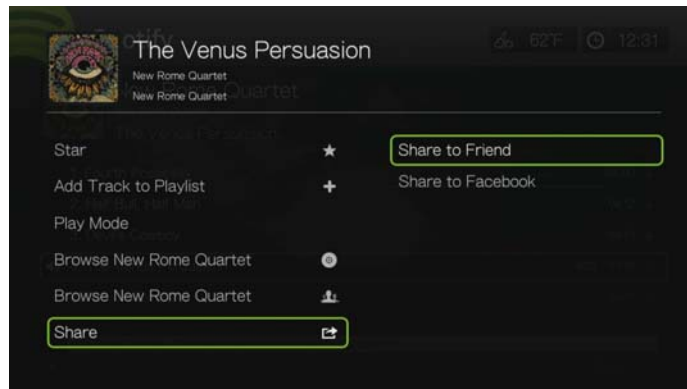 The Venus Persuasion
New Rome Quartet
New Rome Quartet
Spotify
62°F
12:31
Star
Add Track to Playlist
Play Mode
Browse New Rome Quartet
Browse New Rome Quartet
Share
Share to Friend
Share to Facebook